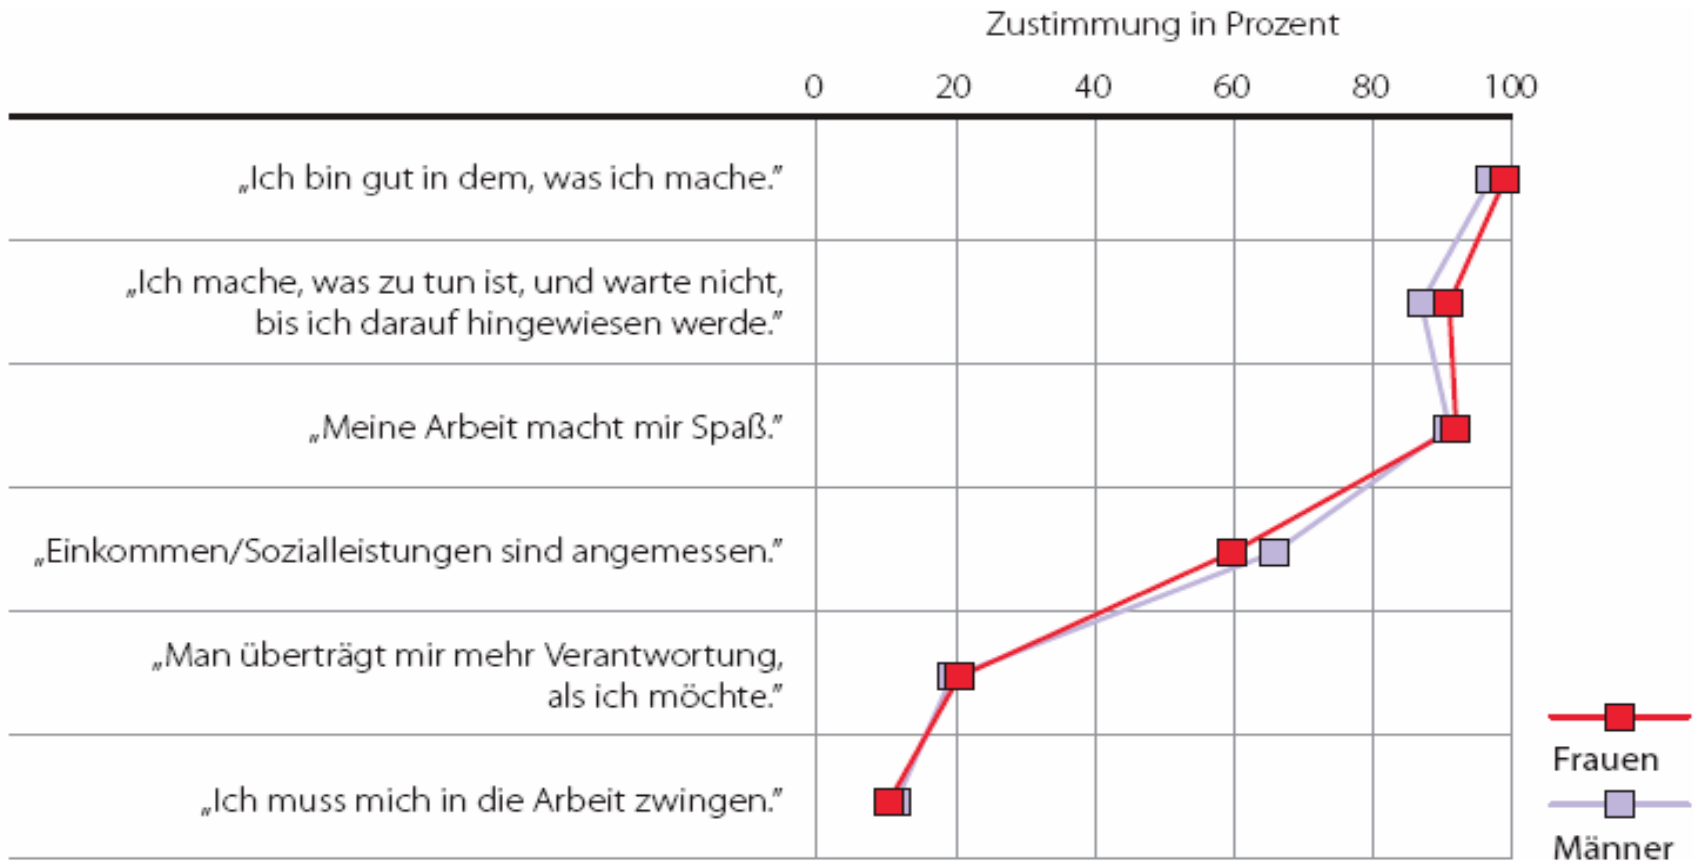 Zustimmung in Prozent
0 20 40 60 80 100
„Ich bin gut in dem, was ich mache.”
„Ich mache, was zu tun ist, und warte nicht,
bis ich darauf hingewiesen werde.”
„Meine Arbeit macht mir Spaß.”
„Einkommen/Sozialleistungen sind angemessen.”
„Man überträgt mir mehr Verantwortung,
als ich möchte.”
„Ich muss mich in die Arbeit zwingen.”
Frauen
Männer